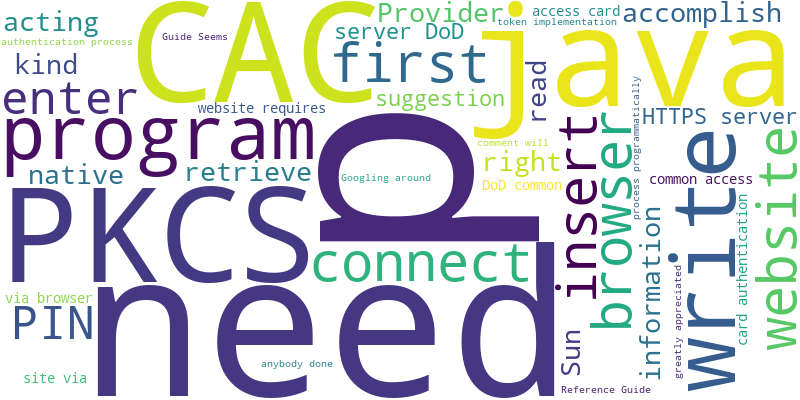 acting
authentication process
kind
enter
program
native
PKCS
PIN
via browser
site via
CAC
Guide Seems
website requires
retrieve
need
anybody done
server DoD
first
Provider
suggestion
p
Googling around
connect
java
token implementation
access card
accomplish
comment will
right
DoD common
read
insert
Sun
Reference Guide
browser
process programmatically
HTTPS server
common access
information
greatly appreciated
write
card authentication
website